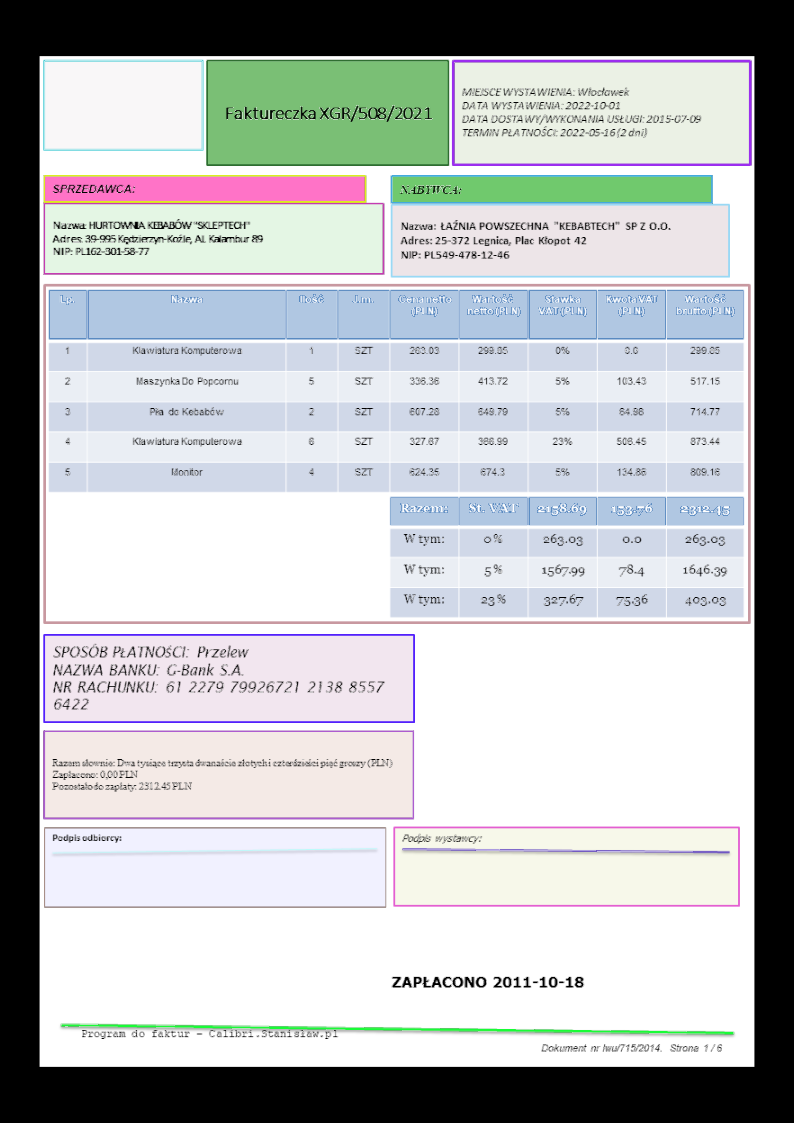 Faktureczka XGR/508/2021
MIEJSCE WYSTAWIENIA: Włocławek
DATA WYSTAWIENIA: 2022-10-01
DATA DOSTAWY/WYKONANIA USŁUGI: 2015-07-09
TERMIN PŁATNOŚCI: 2022-05-16 (2 dni)
SPRZEDAWCA:
Nazwa: HURTOWNIA KEBABÓW "SKLEPTECH"
Adres: 39-995 Kędzierzyn-Koźle, Al. Kalambur 89
NIP: PL162-301-58-77
NABYWCA:
Nazwa: ŁAŹNIA POWSZECHNA "KEBABTECH" SP Z O.O.
Adres: 25-372 Legnica, Plac Kłopot 42
NIP: PL549-478-12-46
Lp. Nazwa Ilość J.m. Cena netto (PLN) Wartość netto (PLN) Stawka VAT (PLN) Kwota VAT (PLN) Wartość brutto (PLN)
1 Klawiatura Komputerowa 1 SZT 263.03 299.85 0% 0.0 299.85
2 Maszynka Do Popcornu 5 SZT 336.36 413.72 5% 103.43 517.15
3 Piła do Kebabów 2 SZT 607.28 649.79 5% 64.98 714.77
4 Klawiatura Komputerowa 6 SZT 327.67 366.99 23% 506.45 873.44
5 Monitor 4 SZT 624.35 674.3 5% 134.86 809.16
Razem: St. VAT 2158.69 153.76 2312.45
W tym: 0% 263.03 0.0 263.03
W tym: 5% 1567.99 78.4 1646.39
W tym: 23% 327.67 75.36 403.03
SPOSÓB PŁATNOŚCI: Przelew
NAZWA BANKU: G-Bank S.A.
NR RACHUNKU: 61 2279 79926721 2138 8557
6422
Razem słownie: Dwa tysiące trzysta dwanaście złotych i czterdzieści pięć groszy (PLN)
Zapłacono: 0,00 PLN
Pozostało do zapłaty: 2312.45 PLN
Podpis odbiorcy:
Podpis wystawcy:
ZAPŁACONO 2011-10-18
Program do faktur – Calibri.Stanisław.pl
Dokument nr lwu/715/2014. Strona 1 / 6